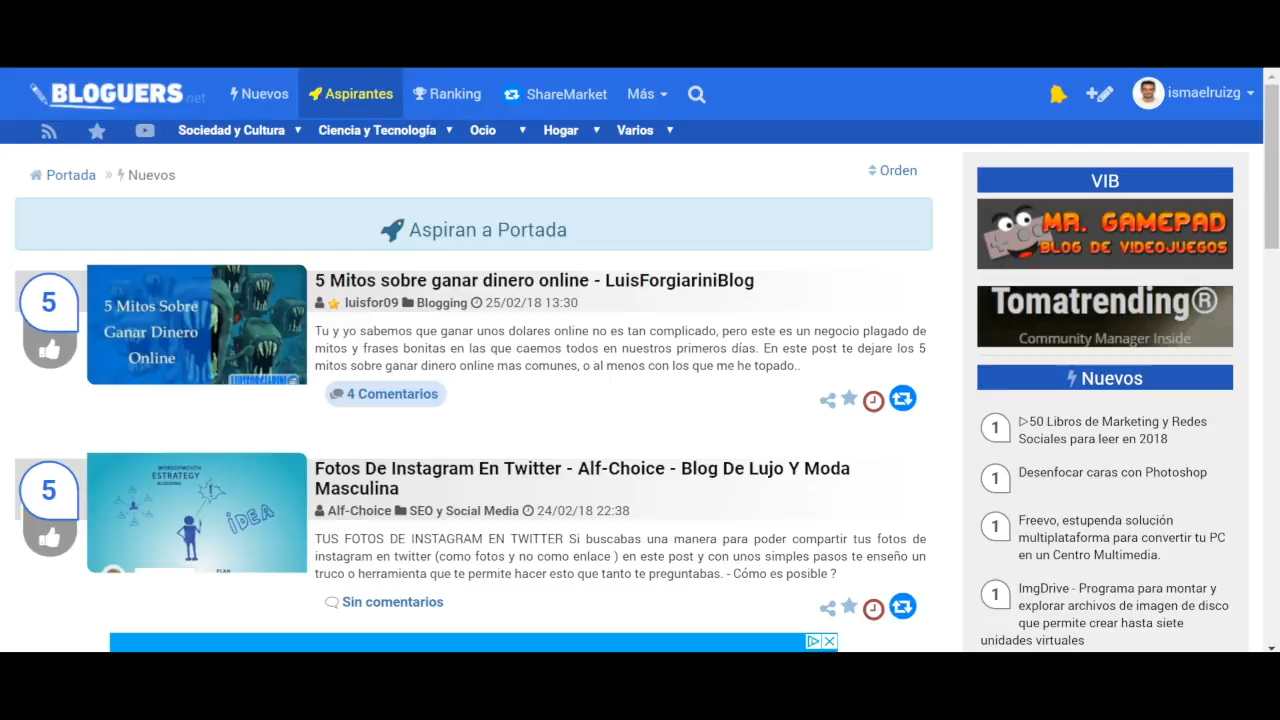 BLOGUERS.net
Nuevos
Aspirantes
Ranking
ShareMarket
Más
ismaelruizg
Sociedad y Cultura
Ciencia y Tecnología
Ocio
Hogar
Varios
Portada » Nuevos
Orden
Aspiran a Portada
5
5 Mitos Sobre
Ganar Dinero
Online
LUISFORGIARINI
5 Mitos sobre ganar dinero online - LuisForgiariniBlog
luisfor09 Blogging 25/02/18 13:30
Tu y yo sabemos que ganar unos dolares online no es tan complicado, pero este es un negocio plagado de
mitos y frases bonitas en las que caemos todos en nuestros primeros días. En este post te dejare los 5
mitos sobre ganar dinero online mas comunes, o al menos con los que me he topado..
4 Comentarios
5
WORDOFMOUTH
ESTRATEGY
BLOGGING
IDEA
PLAN
Fotos De Instagram En Twitter - Alf-Choice - Blog De Lujo Y Moda
Masculina
Alf-Choice SEO y Social Media 24/02/18 22:38
TUS FOTOS DE INSTAGRAM EN TWITTER Si buscabas una manera para poder compartir tus fotos de
instagram en twitter (como fotos y no como enlace ) en este post y con unos simples pasos te enseño un
truco o herramienta que te permite hacer esto que tanto te preguntabas. - Cómo es posible ?
Sin comentarios
VIB
MR. GAMEPAD
BLOG DE VIDEOJUEGOS
Tomatrending®
Community Manager Inside
Nuevos
1
▷50 Libros de Marketing y Redes
Sociales para leer en 2018
1
Desenfocar caras con Photoshop
1
Freevo, estupenda solución
multiplataforma para convertir tu PC
en un Centro Multimedia.
1
ImgDrive - Programa para montar y
explorar archivos de imagen de disco
que permite crear hasta siete
unidades virtuales